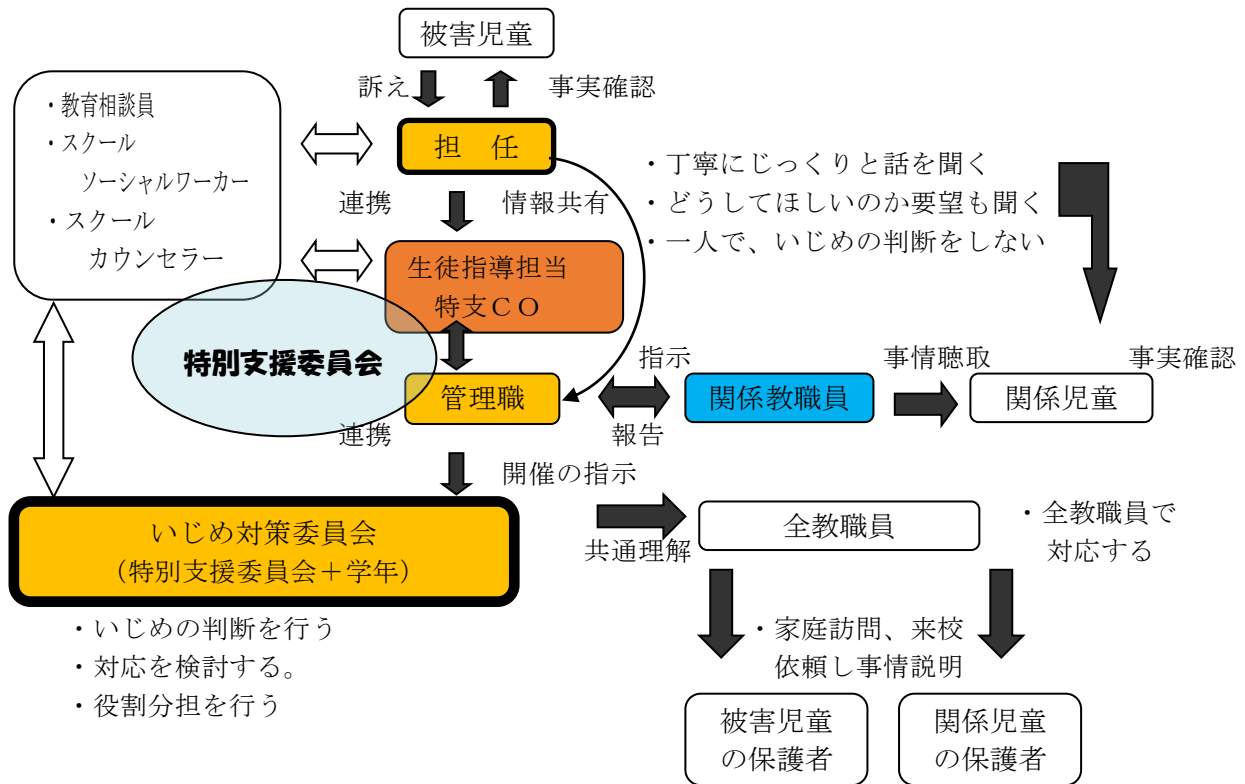 被害児童
訴え
事実確認
・教育相談員
・スクール
ソーシャルワーカー
・スクール
カウンセラー
担　任
・丁寧にじっくりと話を聞く
・どうしてほしいのか要望も聞く
・一人で、いじめの判断をしない
連携
情報共有
生徒指導担当
特支ＣＯ
特別支援委員会
指示
事情聴取
事実確認
管理職
関係教職員
関係児童
連携
報告
開催の指示
いじめ対策委員会
（特別支援委員会＋学年）
共通理解
全教職員
・全教職員で
対応する
・いじめの判断を行う
・対応を検討する。
・役割分担を行う
・家庭訪問、来校
依頼し事情説明
被害児童
の保護者
関係児童
の保護者